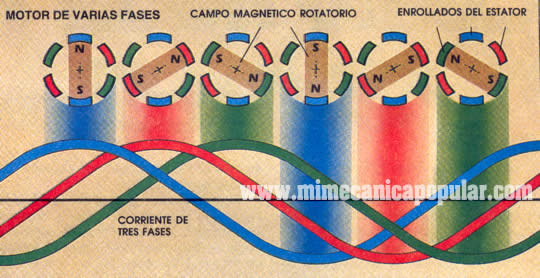 MOTOR DE VARIAS FASES
CAMPO MAGNETICO ROTATORIO
ENROLLADOS DEL ESTATOR
N
S
S
N
N
S
S
N
N
S
N
S
www.mimecanicapopular.com
CORRIENTE DE
TRES FASES